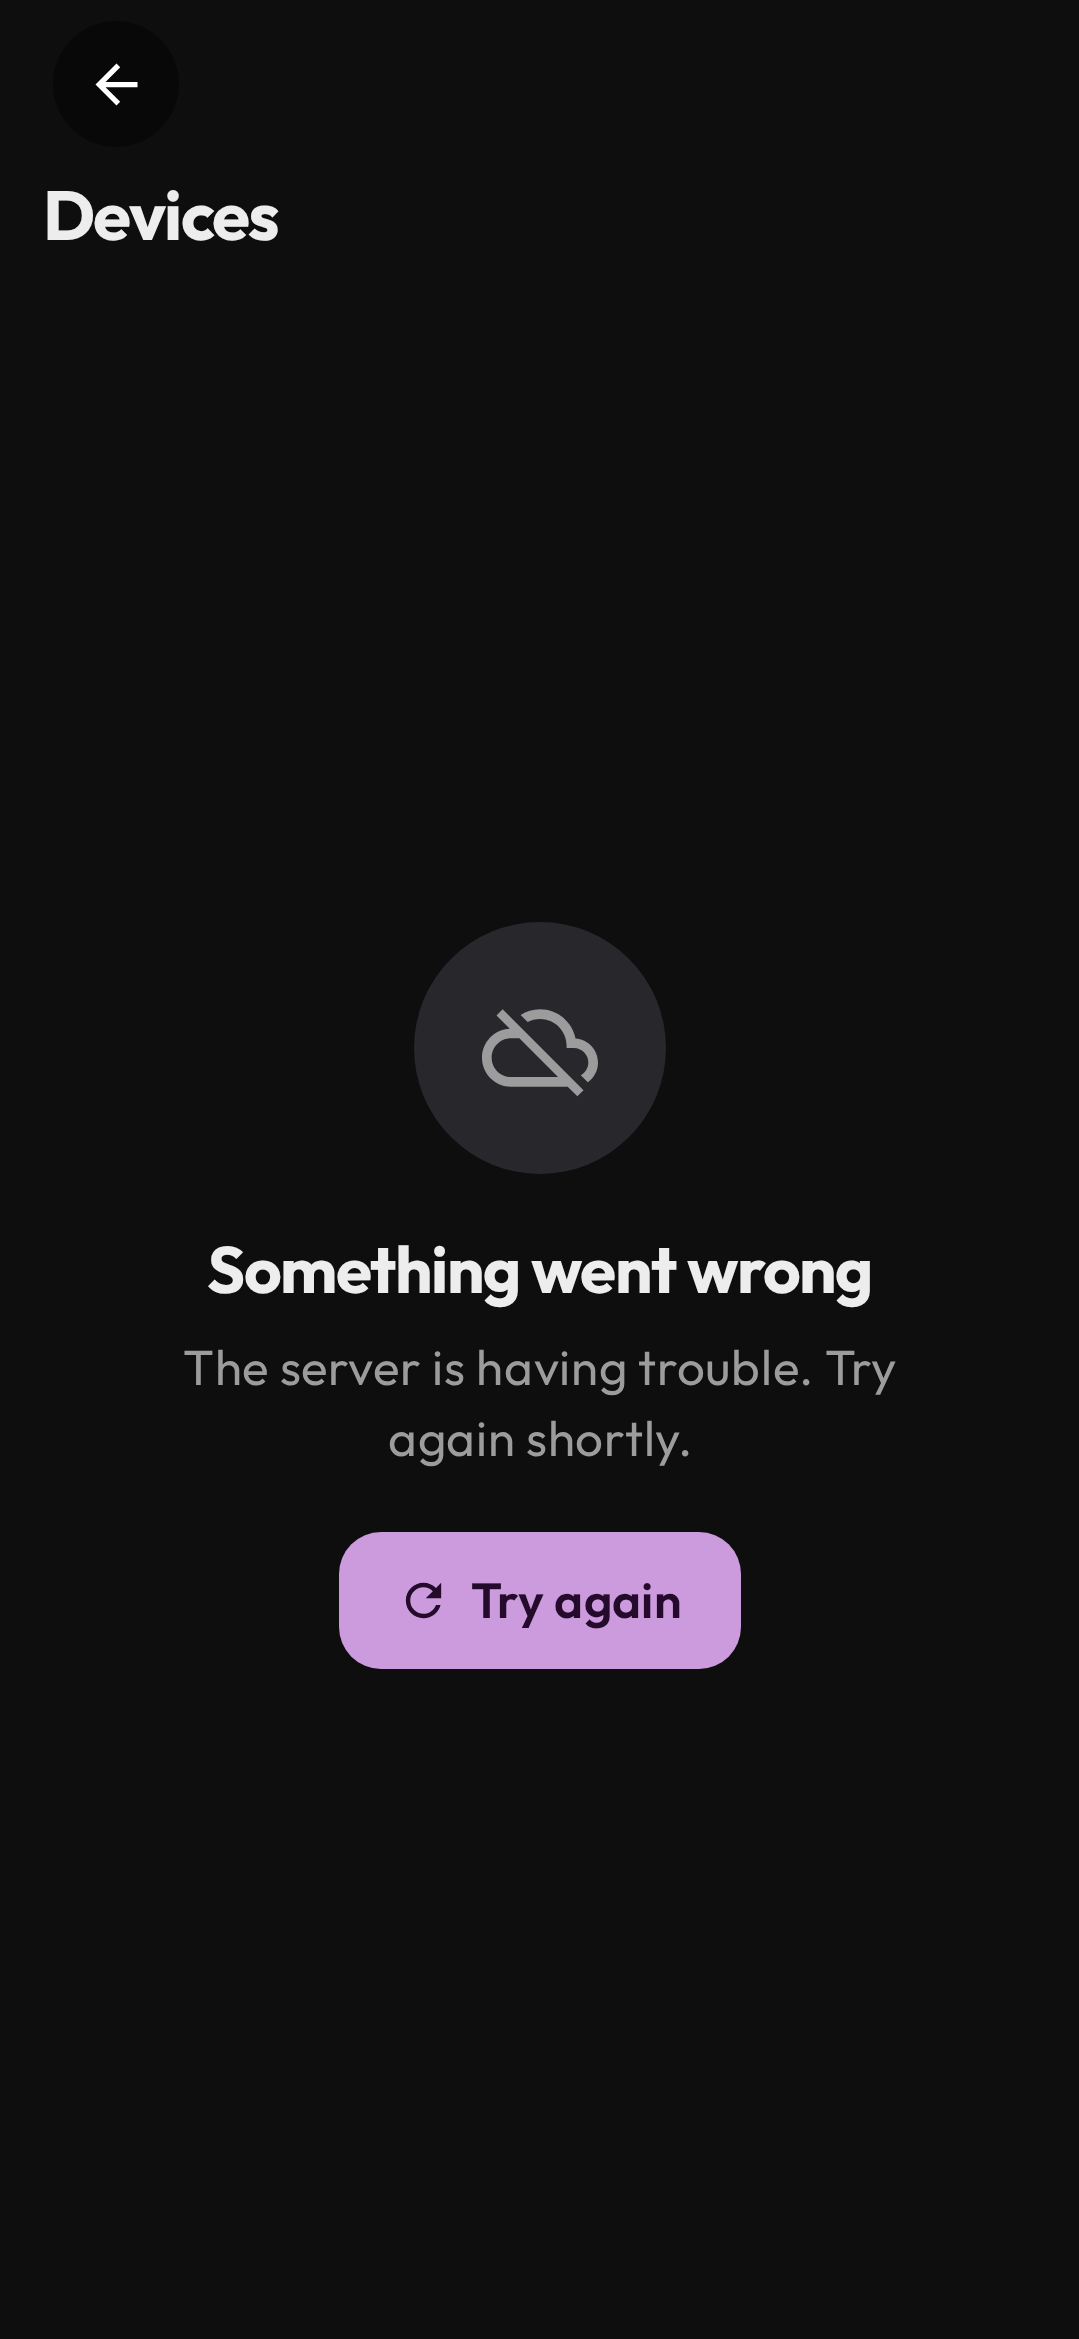 Devices
Something went wrong
The server is having trouble. Try
again shortly.
Try again